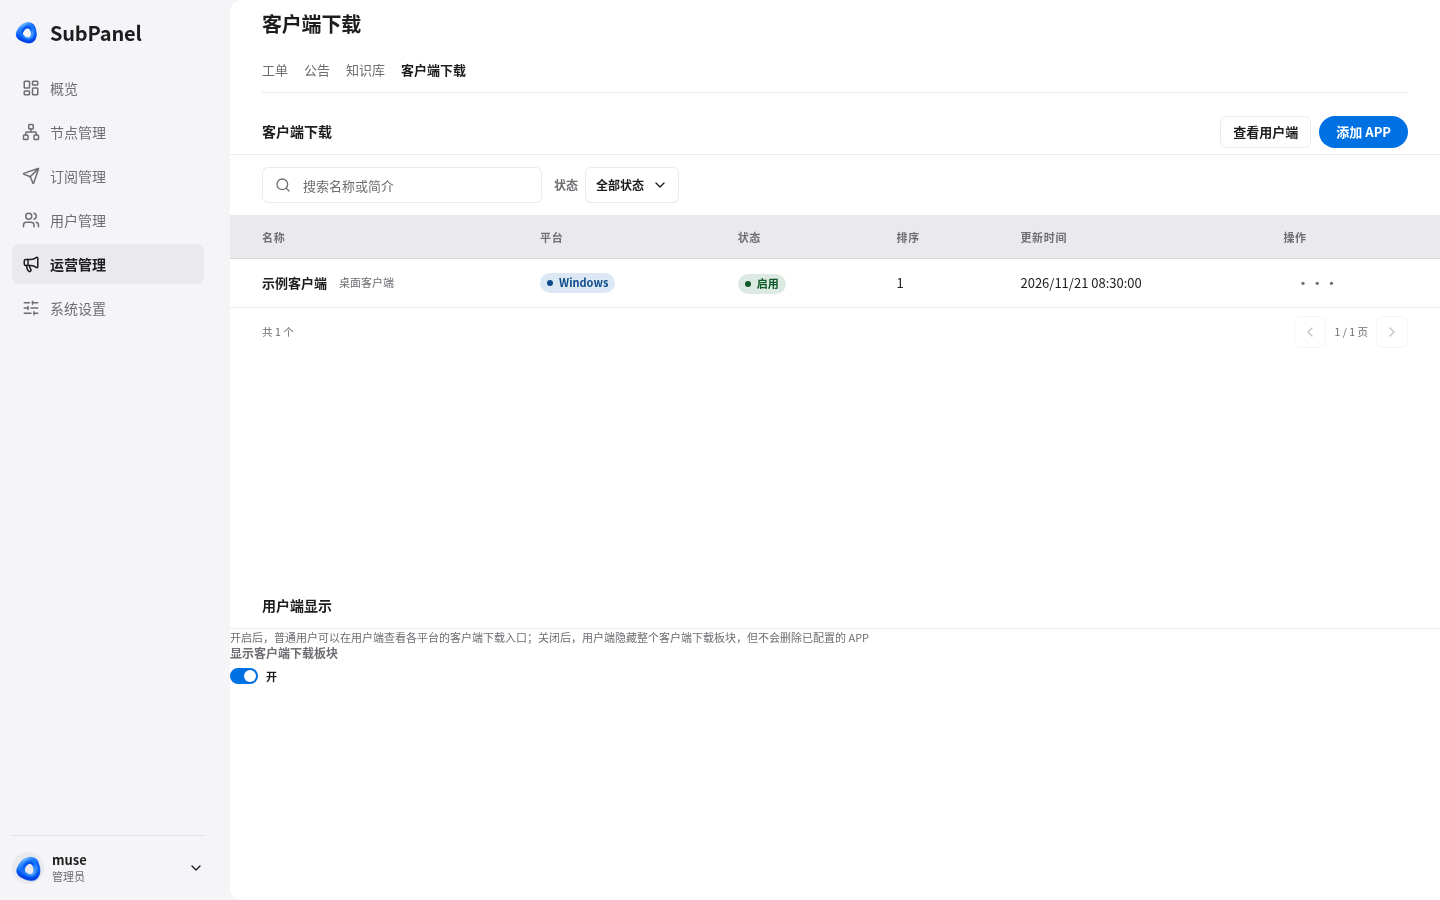 SubPanel
概览
节点管理
订阅管理
用户管理
运营管理
系统设置
muse
管理员
客户端下载
工单 公告 知识库 客户端下载
客户端下载 查看用户端 添加 APP
搜索名称或简介 状态 全部状态
名称 平台 状态 排序 更新时间 操作
示例客户端 桌面客户端 Windows 启用 1 2026/11/21 08:30:00
共 1 个 1 / 1 页
用户端显示
开启后，普通用户可以在用户端查看各平台的客户端下载入口；关闭后，用户端隐藏整个客户端下载板块，但不会删除已配置的 APP
显示客户端下载板块
开